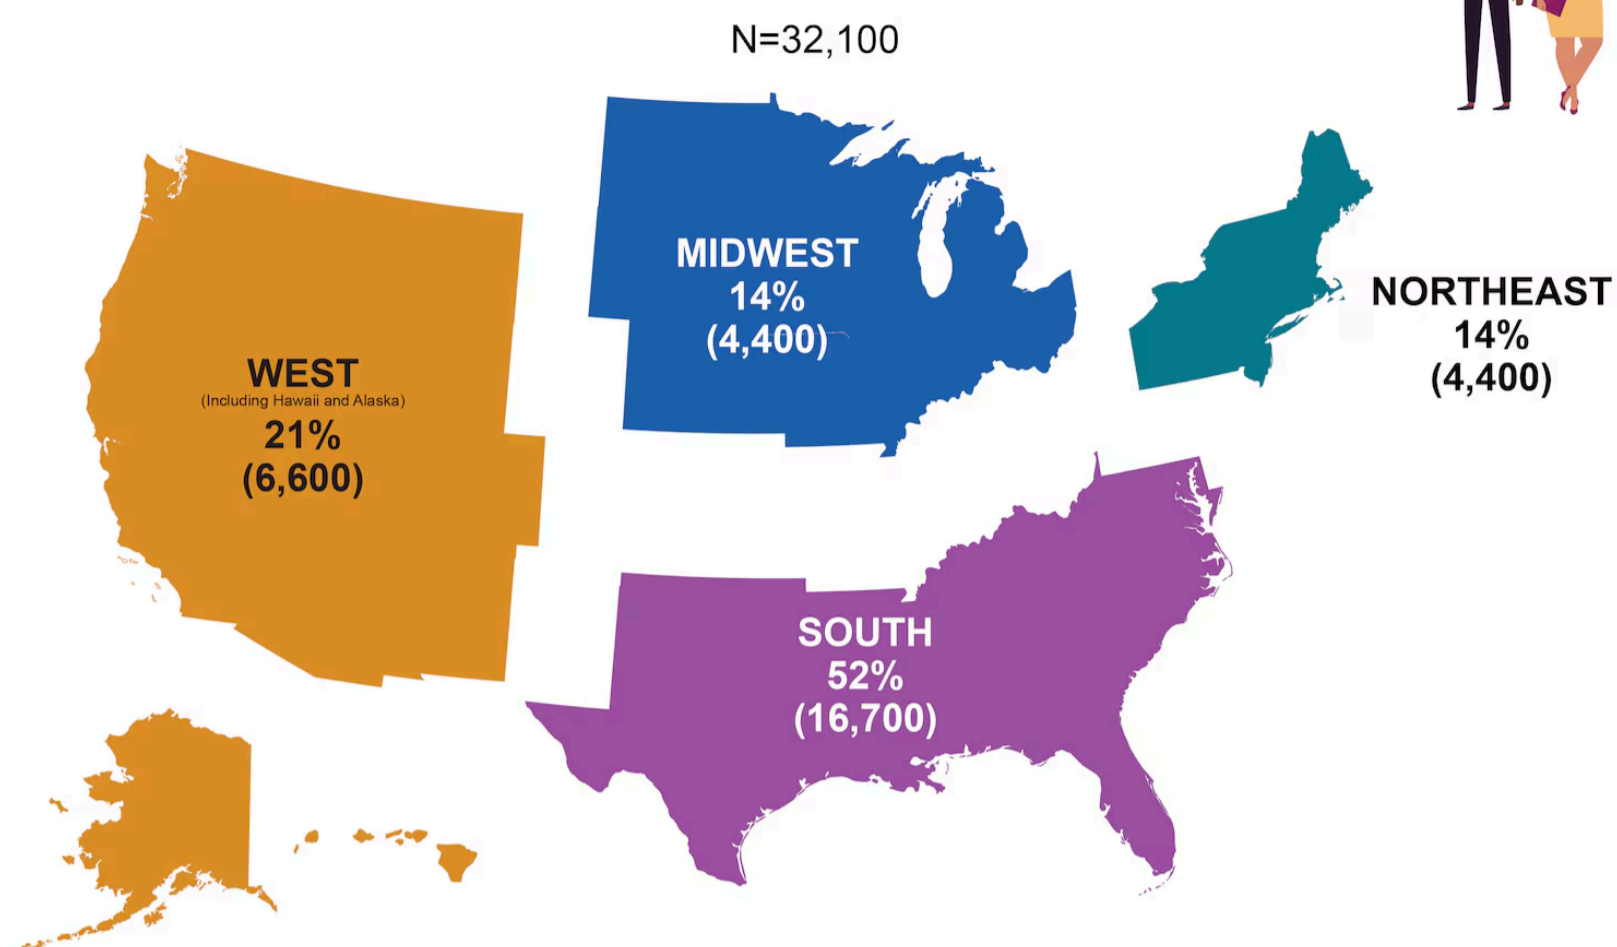 N=32,100
MIDWEST
14%
(4,400)
NORTHEAST
14%
(4,400)
WEST
(Including Hawaii and Alaska)
21%
(6,600)
SOUTH
52%
(16,700)